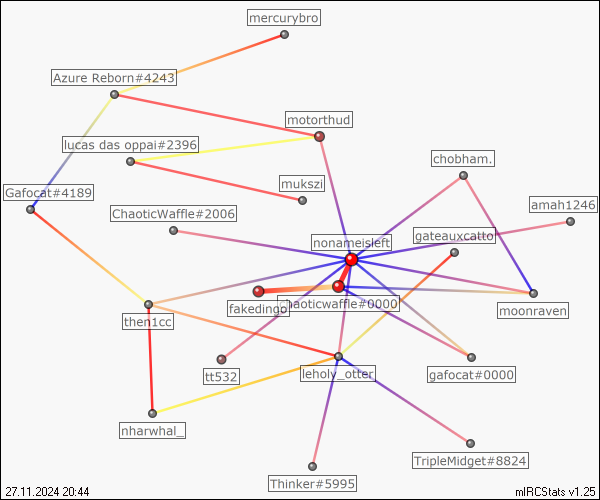 mercurybro
Azure Reborn#4243
motorthud
lucas das oppai#2396
chobham.
mukszi
Gafocat#4189
amah1246
ChaoticWaffle#2006
gateauxcatto
nonameisleft
fakedingo
chaoticwaffle#0000
moonraven
then1cc
tt532
leholy_otter
gafocat#0000
nharwhal_
TripleMidget#8824
Thinker#5995
27.11.2024 20:44
mIRCStats v1.25